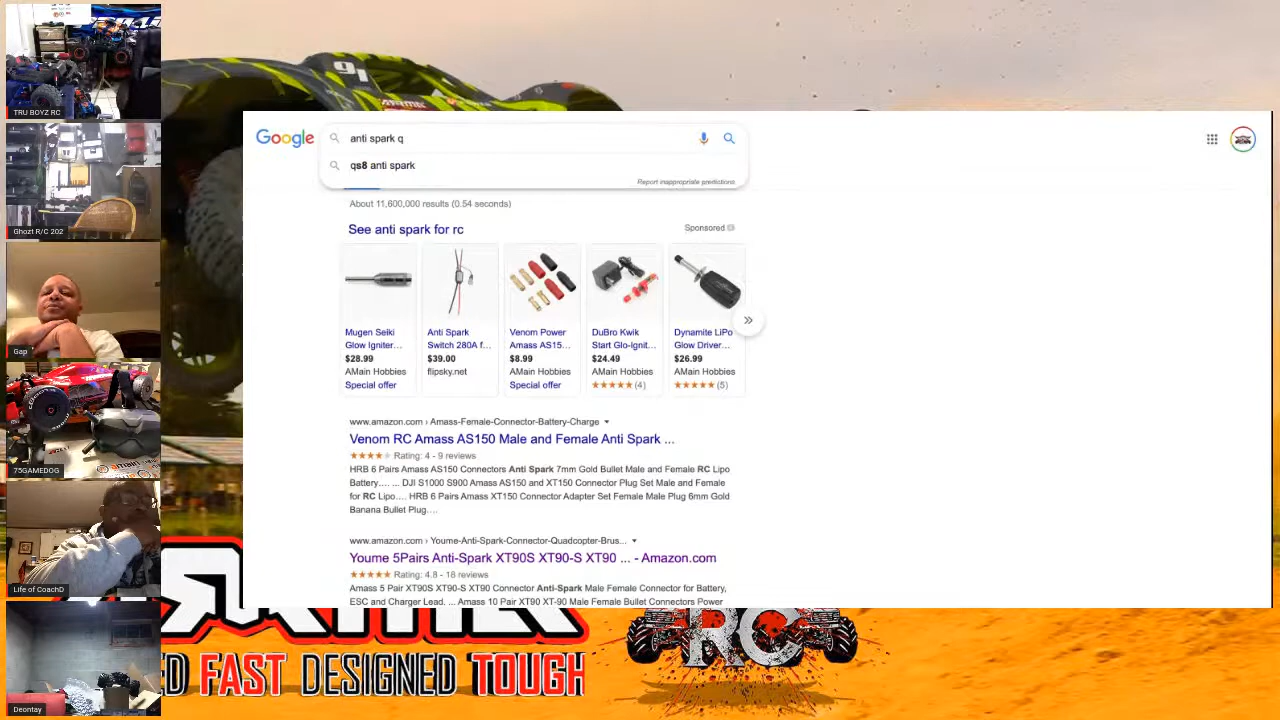 TRU BOYZ RC
Ghozt R/C 202
Gap
75GAMEDOG
Life of CoachD
Deontay
91
Google
anti spark q
qs8 anti spark
Report inappropriate predictions
About 11,600,000 results (0.54 seconds)
See anti spark for rc
Sponsored
Mugen Seiki
Glow Igniter...
$28.99
AMain Hobbies
Special offer
Anti Spark
Switch 280A f...
$39.00
flipsky.net
Venom Power
Amass AS15...
$8.99
AMain Hobbies
Special offer
DuBro Kwik
Start Glo-Ignit...
$24.49
AMain Hobbies
★★★★★ (4)
Dynamite LiPo
Glow Driver...
$26.99
AMain Hobbies
★★★★★ (5)
www.amazon.com › Amass-Female-Connector-Battery-Charge
Venom RC Amass AS150 Male and Female Anti Spark ...
Rating: 4 - 9 reviews
HRB 6 Pairs Amass AS150 Connectors Anti Spark 7mm Gold Bullet Male and Female RC Lipo
Battery.... ... DJI S1000 S900 Amass AS150 and XT150 Connector Plug Set Male and Female
for RC Lipo.... HRB 6 Pairs Amass XT150 Connector Adapter Set Female Male Plug 6mm Gold
Banana Bullet Plug....
www.amazon.com › Youme-Anti-Spark-Connector-Quadcopter-Brus...
Youme 5Pairs Anti-Spark XT90S XT90-S XT90 ... - Amazon.com
Rating: 4.8 - 18 reviews
Amass 5 Pair XT90S XT90-S XT90 Connector Anti-Spark Male Female Connector for Battery,
ESC and Charger Lead. ... Amass 10 Pair XT90 XT-90 Male Female Bullet Connectors Power
RC
ED FAST DESIGNED TOUGH